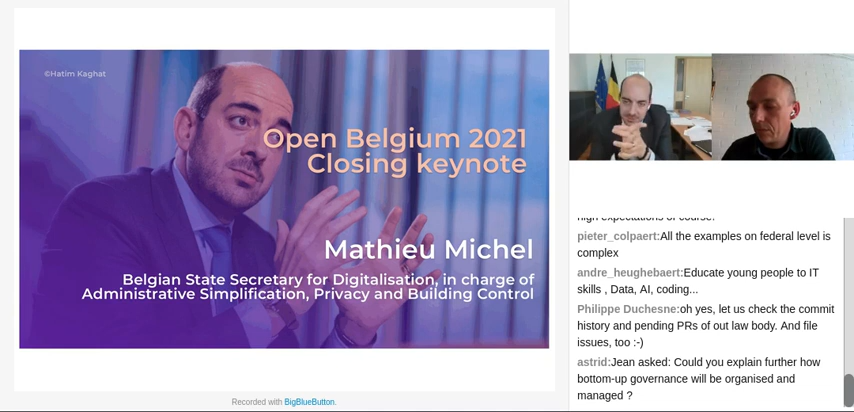 ©Hatim Kaghat
Open Belgium 2021
Closing keynote
Mathieu Michel
Belgian State Secretary for Digitalisation, in charge of
Administrative Simplification, Privacy and Building Control
Recorded with BigBlueButton.
high expectations of course!
pieter_colpaert:All the examples on federal level is
complex
andre_heughebaert:Educate young people to IT
skills , Data, AI, coding...
Philippe Duchesne:oh yes, let us check the commit
history and pending PRs of out law body. And file
issues, too :-)
astrid:Jean asked: Could you explain further how
bottom-up governance will be organised and
managed ?